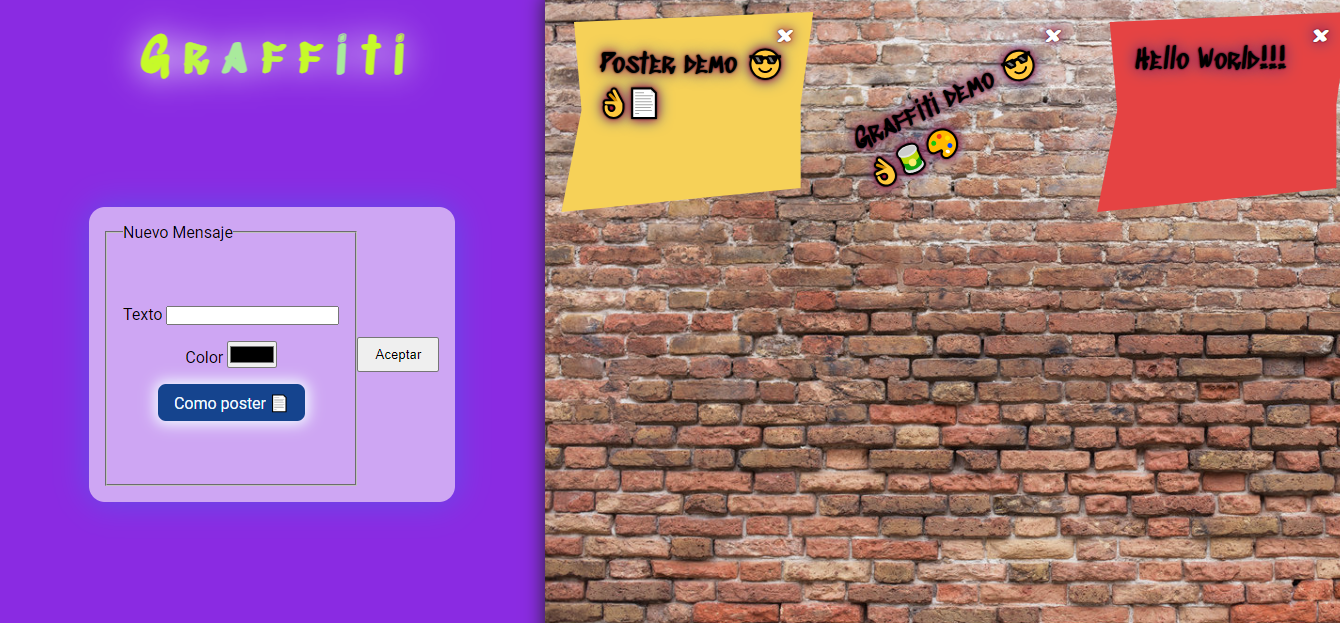 Graffiti
Nuevo Mensaje
Texto
Color
Aceptar
Como poster 📄
Poster demo 😎
👌📄
Graffiti demo 😎
👌🥫🎨
Hello World!!!